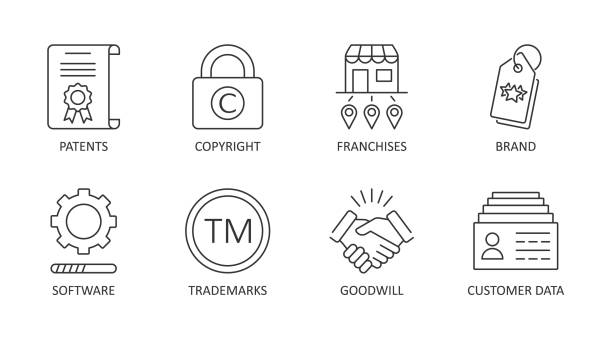 PATENTS
©
COPYRIGHT
FRANCHISES
BRAND
SOFTWARE
TM
TRADEMARKS
GOODWILL
CUSTOMER DATA